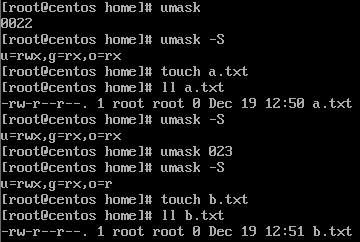 [root@centos home]# umask
0022
[root@centos home]# umask -S
u=rwx,g=rx,o=rx
[root@centos home]# touch a.txt
[root@centos home]# ll a.txt
-rw-r--r--. 1 root root 0 Dec 19 12:50 a.txt
[root@centos home]# umask -S
u=rwx,g=rx,o=rx
[root@centos home]# umask 023
[root@centos home]# umask -S
u=rwx,g=rx,o=r
[root@centos home]# touch b.txt
[root@centos home]# ll b.txt
-rw-r--r--. 1 root root 0 Dec 19 12:51 b.txt